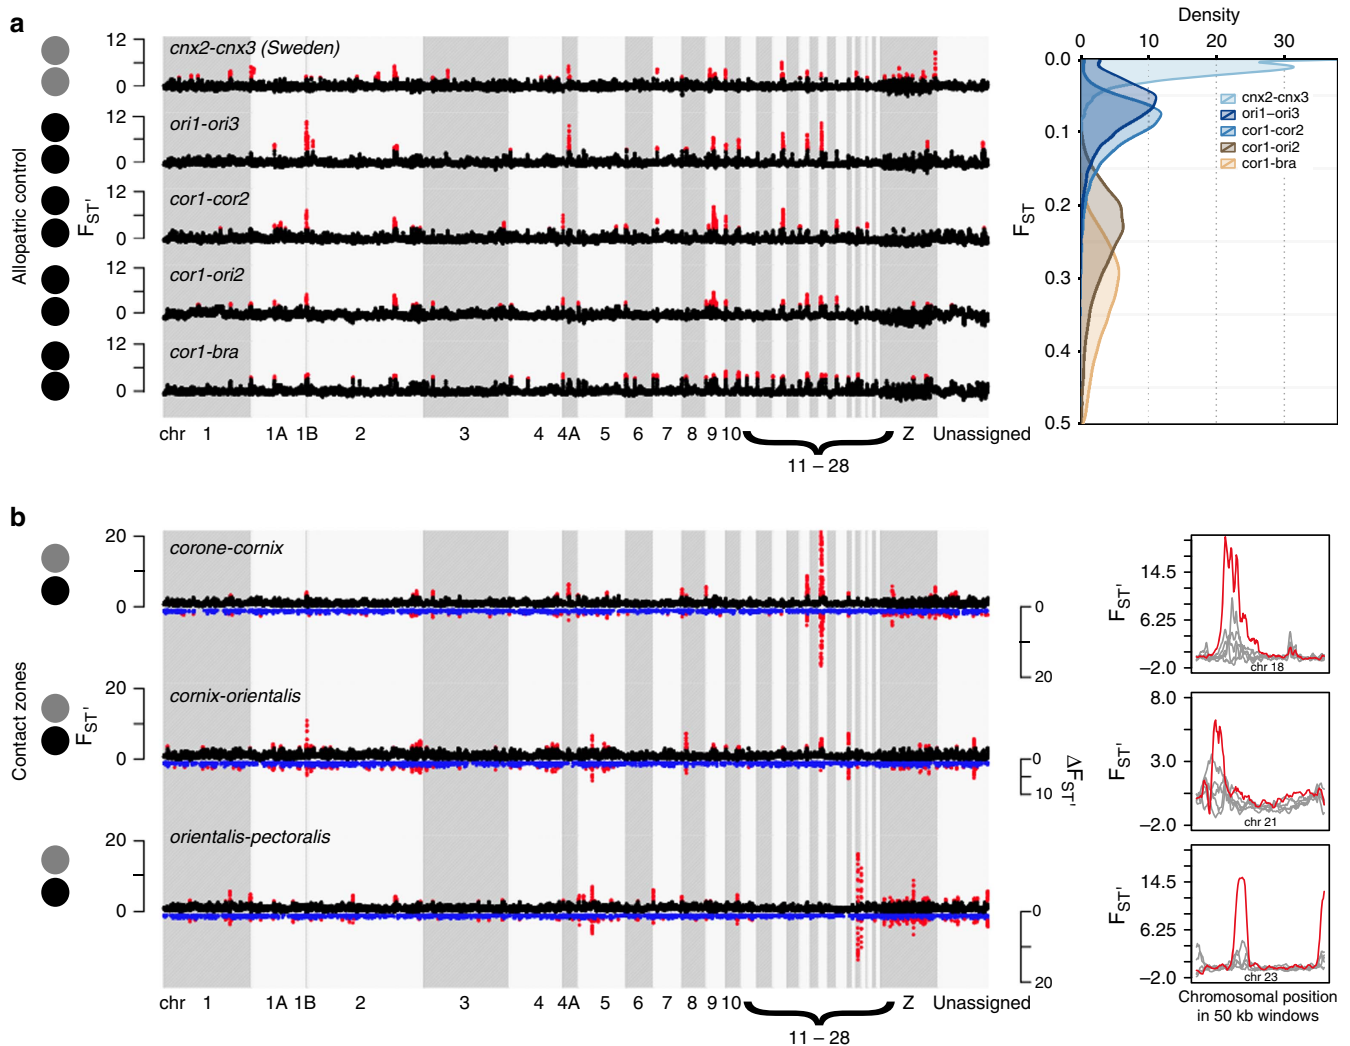 a
Allopatric control
FST'
12
0
cnx2-cnx3 (Sweden)
12
0
ori1-ori3
12
0
cor1-cor2
12
0
cor1-ori2
12
0
cor1-bra
chr 1 1A 1B 2 3 4 4A 5 6 7 8 9 10 Z Unassigned
11 – 28
Density
0 10 20 30
FST
0.0
0.1
0.2
0.3
0.4
0.5
cnx2-cnx3
ori1–ori3
cor1-cor2
cor1-ori2
cor1-bra
b
Contact zones
FST'
20
0
corone-cornix
0
20
20
0
cornix-orientalis
0
10
ΔFST'
20
0
orientalis-pectoralis
0
20
chr 1 1A 1B 2 3 4 4A 5 6 7 8 9 10 Z Unassigned
11 – 28
FST'
14.5
6.25
–2.0
chr 18
FST'
8.0
3.0
–2.0
chr 21
FST'
14.5
6.25
–2.0
chr 23
Chromosomal position
in 50 kb windows